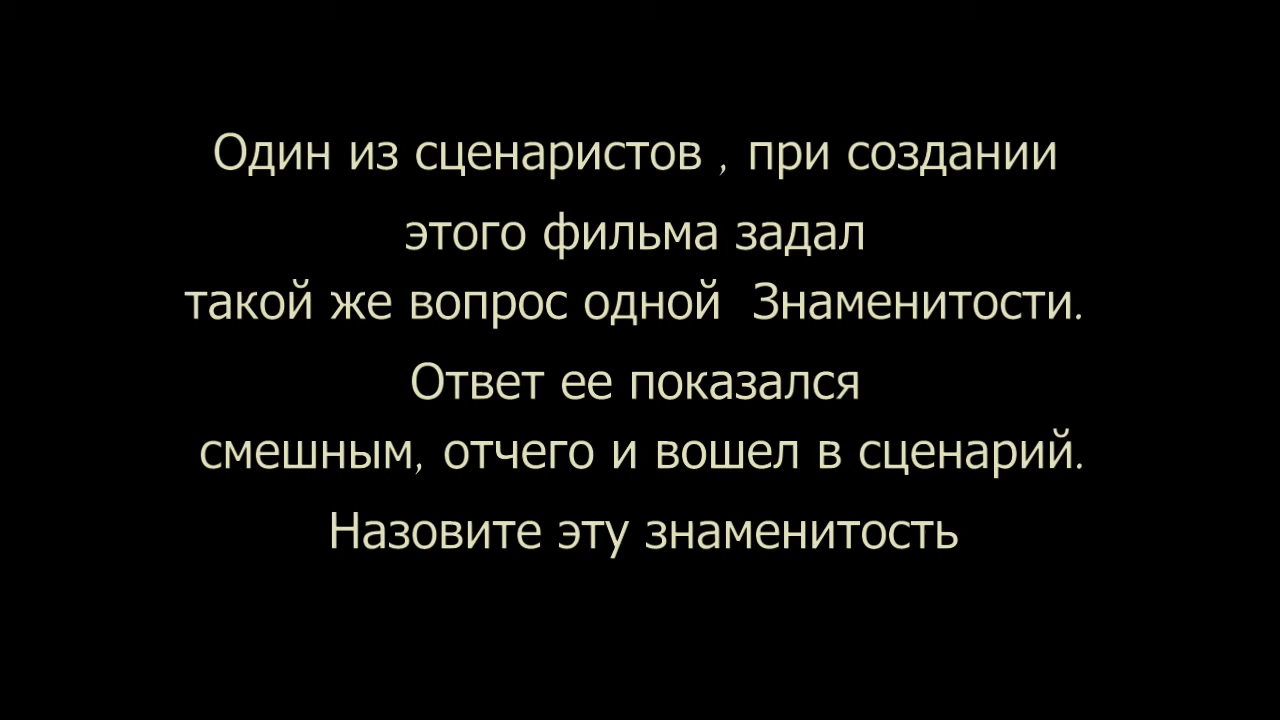 Один из сценаристов , при создании
этого фильма задал
такой же вопрос одной Знаменитости.
Ответ ее показался
смешным, отчего и вошел в сценарий.
Назовите эту знаменитость